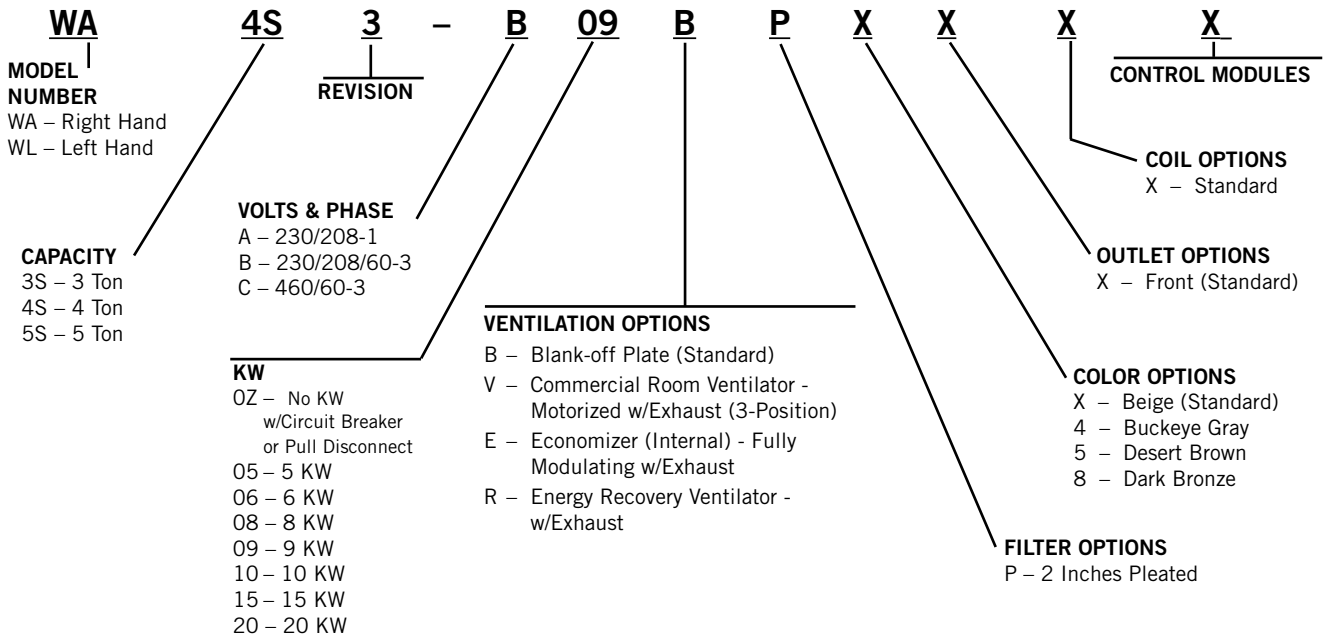 WA 4S 3 – B 09 B P X X X X
MODEL
NUMBER
WA – Right Hand
WL – Left Hand
REVISION
CONTROL MODULES
COIL OPTIONS
X – Standard
VOLTS & PHASE
A – 230/208-1
B – 230/208/60-3
C – 460/60-3
CAPACITY
3S – 3 Ton
4S – 4 Ton
5S – 5 Ton
OUTLET OPTIONS
X – Front (Standard)
VENTILATION OPTIONS
B – Blank-off Plate (Standard)
V – Commercial Room Ventilator -
Motorized w/Exhaust (3-Position)
E – Economizer (Internal) - Fully
Modulating w/Exhaust
R – Energy Recovery Ventilator -
w/Exhaust
KW
0Z – No KW
w/Circuit Breaker
or Pull Disconnect
05 – 5 KW
06 – 6 KW
08 – 8 KW
09 – 9 KW
10 – 10 KW
15 – 15 KW
20 – 20 KW
COLOR OPTIONS
X – Beige (Standard)
4 – Buckeye Gray
5 – Desert Brown
8 – Dark Bronze
FILTER OPTIONS
P – 2 Inches Pleated